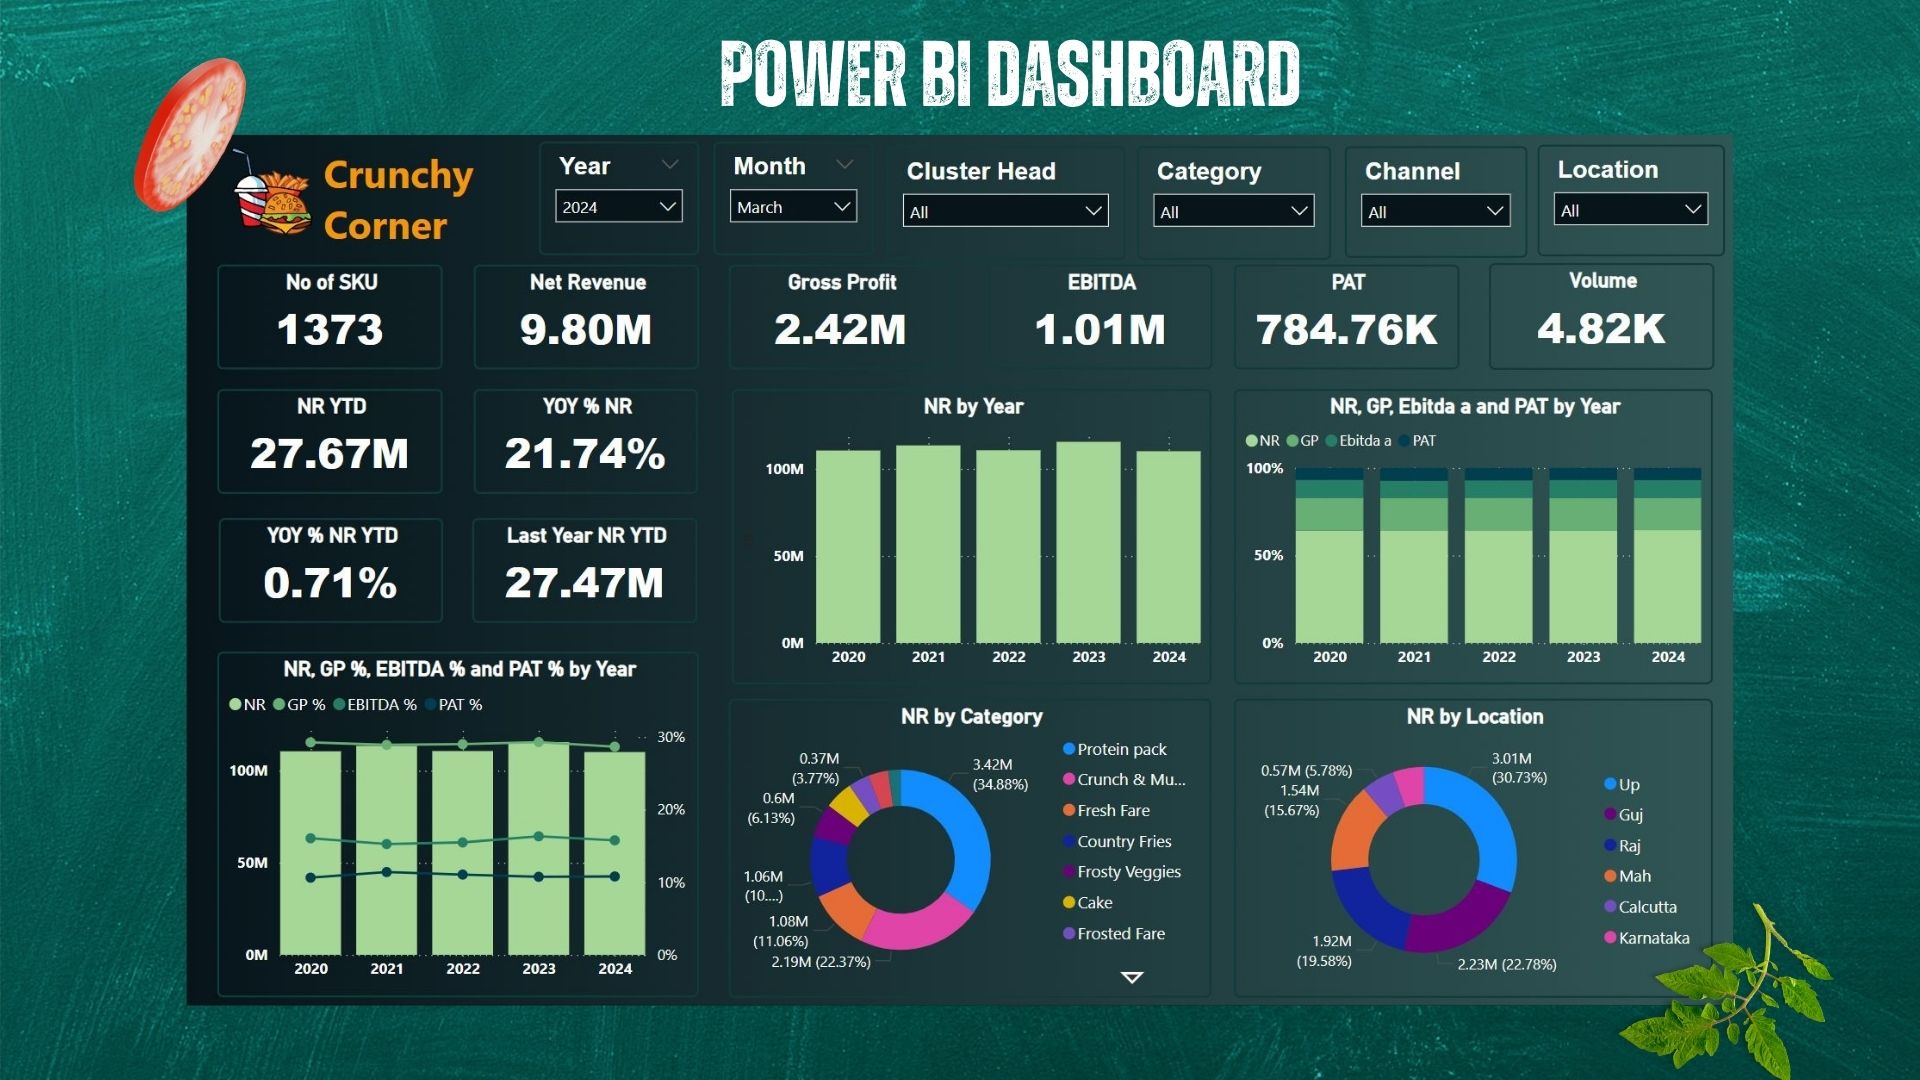 POWER BI DASHBOARD
Crunchy
Corner
Year
2024
Month
March
Cluster Head
All
Category
All
Channel
All
Location
All
No of SKU
1373
Net Revenue
9.80M
Gross Profit
2.42M
EBITDA
1.01M
PAT
784.76K
Volume
4.82K
NR YTD
27.67M
YOY % NR
21.74%
YOY % NR YTD
0.71%
Last Year NR YTD
27.47M
NR by Year
100M
50M
0M
2020 2021 2022 2023 2024
NR, GP, Ebitda a and PAT by Year
NR GP Ebitda a PAT
100%
50%
0%
2020 2021 2022 2023 2024
NR, GP %, EBITDA % and PAT % by Year
NR GP % EBITDA % PAT %
100M
50M
0M
30%
20%
10%
0%
2020 2021 2022 2023 2024
NR by Category
3.42M
(34.88%)
2.19M (22.37%)
1.08M
(11.06%)
1.06M
(10....)
0.6M
(6.13%)
0.37M
(3.77%)
Protein pack
Crunch & Mu...
Fresh Fare
Country Fries
Frosty Veggies
Cake
Frosted Fare
NR by Location
3.01M
(30.73%)
2.23M (22.78%)
1.92M
(19.58%)
1.54M
(15.67%)
0.57M (5.78%)
Up
Guj
Raj
Mah
Calcutta
Karnataka